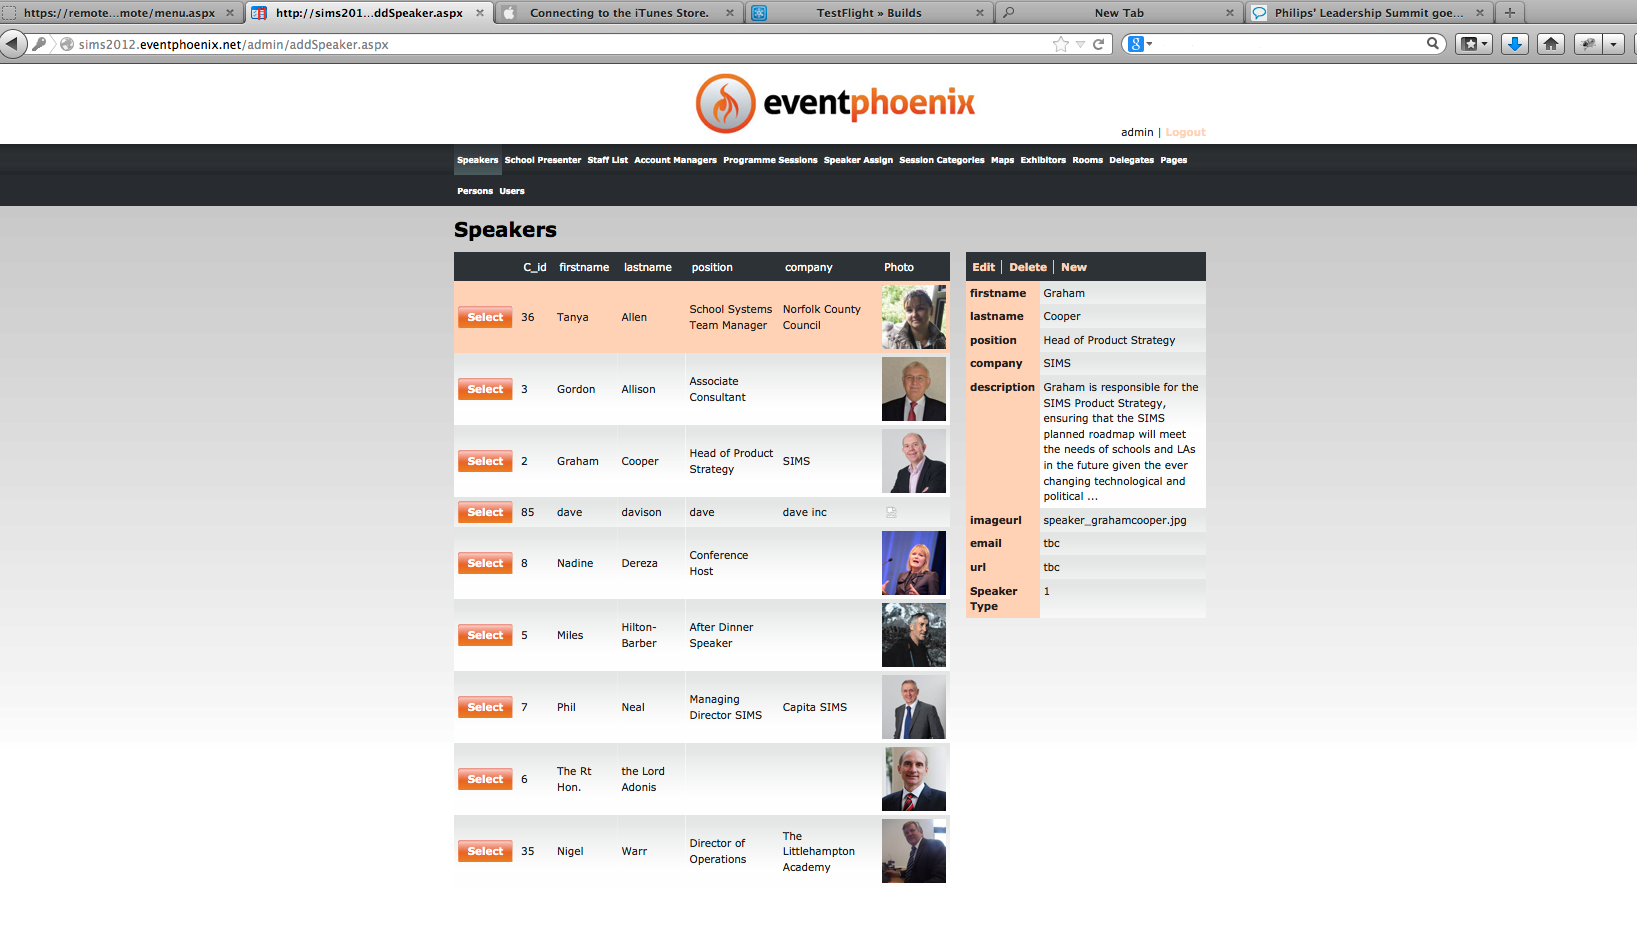 https://remote...mote/menu.aspx
http://sims201...ddSpeaker.aspx
Connecting to the iTunes Store.
TestFlight » Builds
New Tab
Philips' Leadership Summit goe...
sims2012.eventphoenix.net/admin/addSpeaker.aspx
eventphoenix
admin | Logout
Speakers School Presenter Staff List Account Managers Programme Sessions Speaker Assign Session Categories Maps Exhibitors Rooms Delegates Pages
Persons Users
Speakers
C_id firstname lastname position company Photo
Select 36 Tanya Allen School Systems Team Manager Norfolk County Council
Select 3 Gordon Allison Associate Consultant
Select 2 Graham Cooper Head of Product Strategy SIMS
Select 85 dave davison dave dave inc
Select 8 Nadine Dereza Conference Host
Select 5 Miles Hilton-Barber After Dinner Speaker
Select 7 Phil Neal Managing Director SIMS Capita SIMS
Select 6 The Rt Hon. the Lord Adonis
Select 35 Nigel Warr Director of Operations The Littlehampton Academy
Edit | Delete | New
firstname Graham
lastname Cooper
position Head of Product Strategy
company SIMS
description Graham is responsible for the
SIMS Product Strategy,
ensuring that the SIMS
planned roadmap will meet
the needs of schools and LAs
in the future given the ever
changing technological and
political ...
imageurl speaker_grahamcooper.jpg
email tbc
url tbc
Speaker Type 1